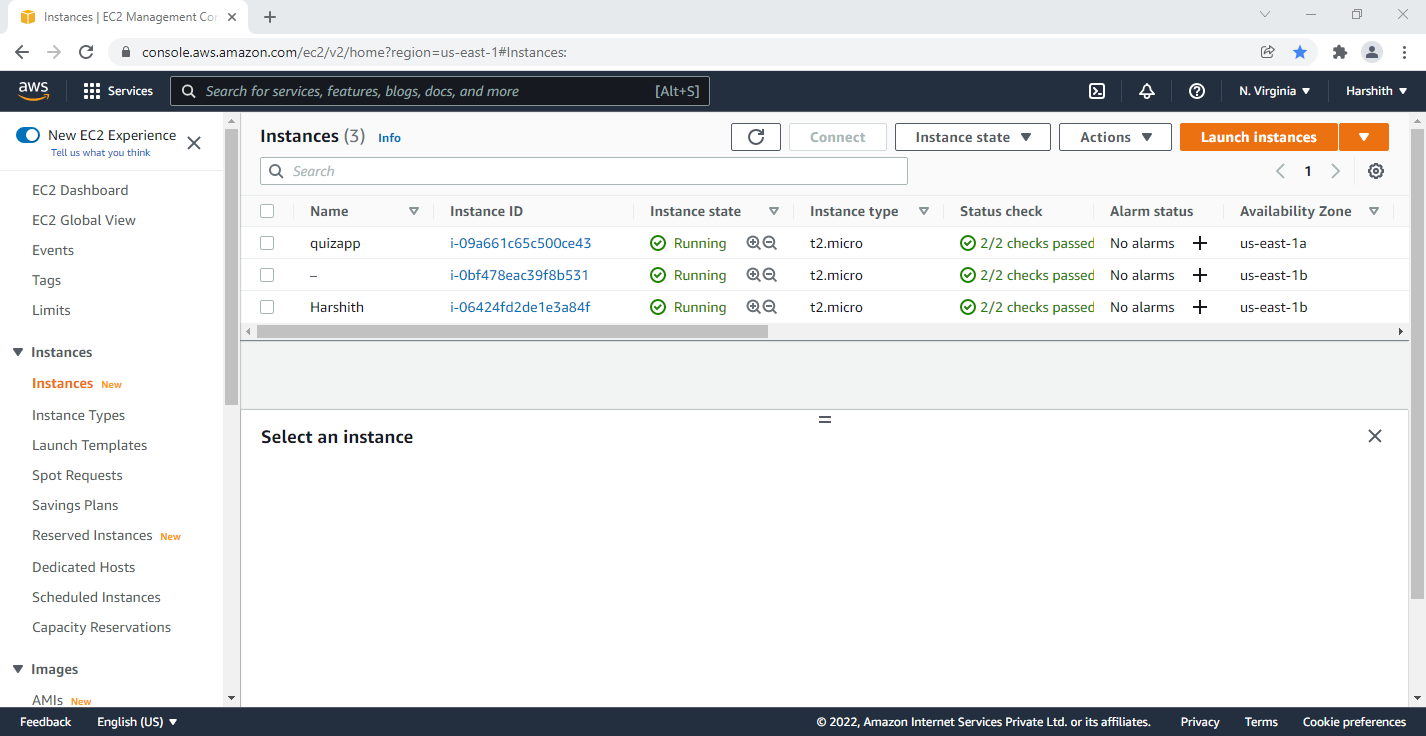 Instances | EC2 Management Con
console.aws.amazon.com/ec2/v2/home?region=us-east-1#Instances:
aws Services Search for services, features, blogs, docs, and more [Alt+S] N. Virginia Harshith
New EC2 Experience
Tell us what you think
EC2 Dashboard
EC2 Global View
Events
Tags
Limits
Instances
Instances New
Instance Types
Launch Templates
Spot Requests
Savings Plans
Reserved Instances New
Dedicated Hosts
Scheduled Instances
Capacity Reservations
Images
AMIs New
Instances (3) Info Connect Instance state Actions Launch instances
Search 1
Name Instance ID Instance state Instance type Status check Alarm status Availability Zone
quizapp i-09a661c65c500ce43 Running t2.micro 2/2 checks passed No alarms + us-east-1a
– i-0bf478eac39f8b531 Running t2.micro 2/2 checks passed No alarms + us-east-1b
Harshith i-06424fd2de1e3a84f Running t2.micro 2/2 checks passed No alarms + us-east-1b
Select an instance
Feedback English (US) © 2022, Amazon Internet Services Private Ltd. or its affiliates. Privacy Terms Cookie preferences